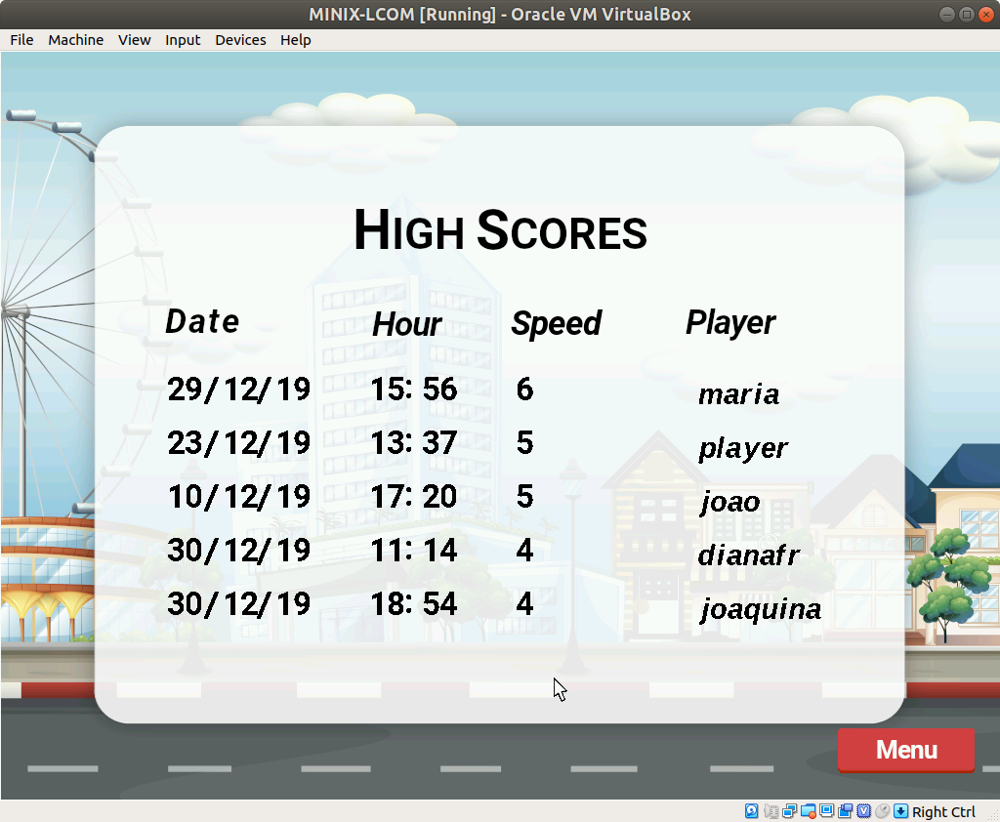 MINIX-LCOM [Running] - Oracle VM VirtualBox
File Machine View Input Devices Help
HIGH SCORES
Date Hour Speed Player
29/12/19 15: 56 6 maria
23/12/19 13: 37 5 player
10/12/19 17: 20 5 joao
30/12/19 11: 14 4 dianafr
30/12/19 18: 54 4 joaquina
Menu
Right Ctrl